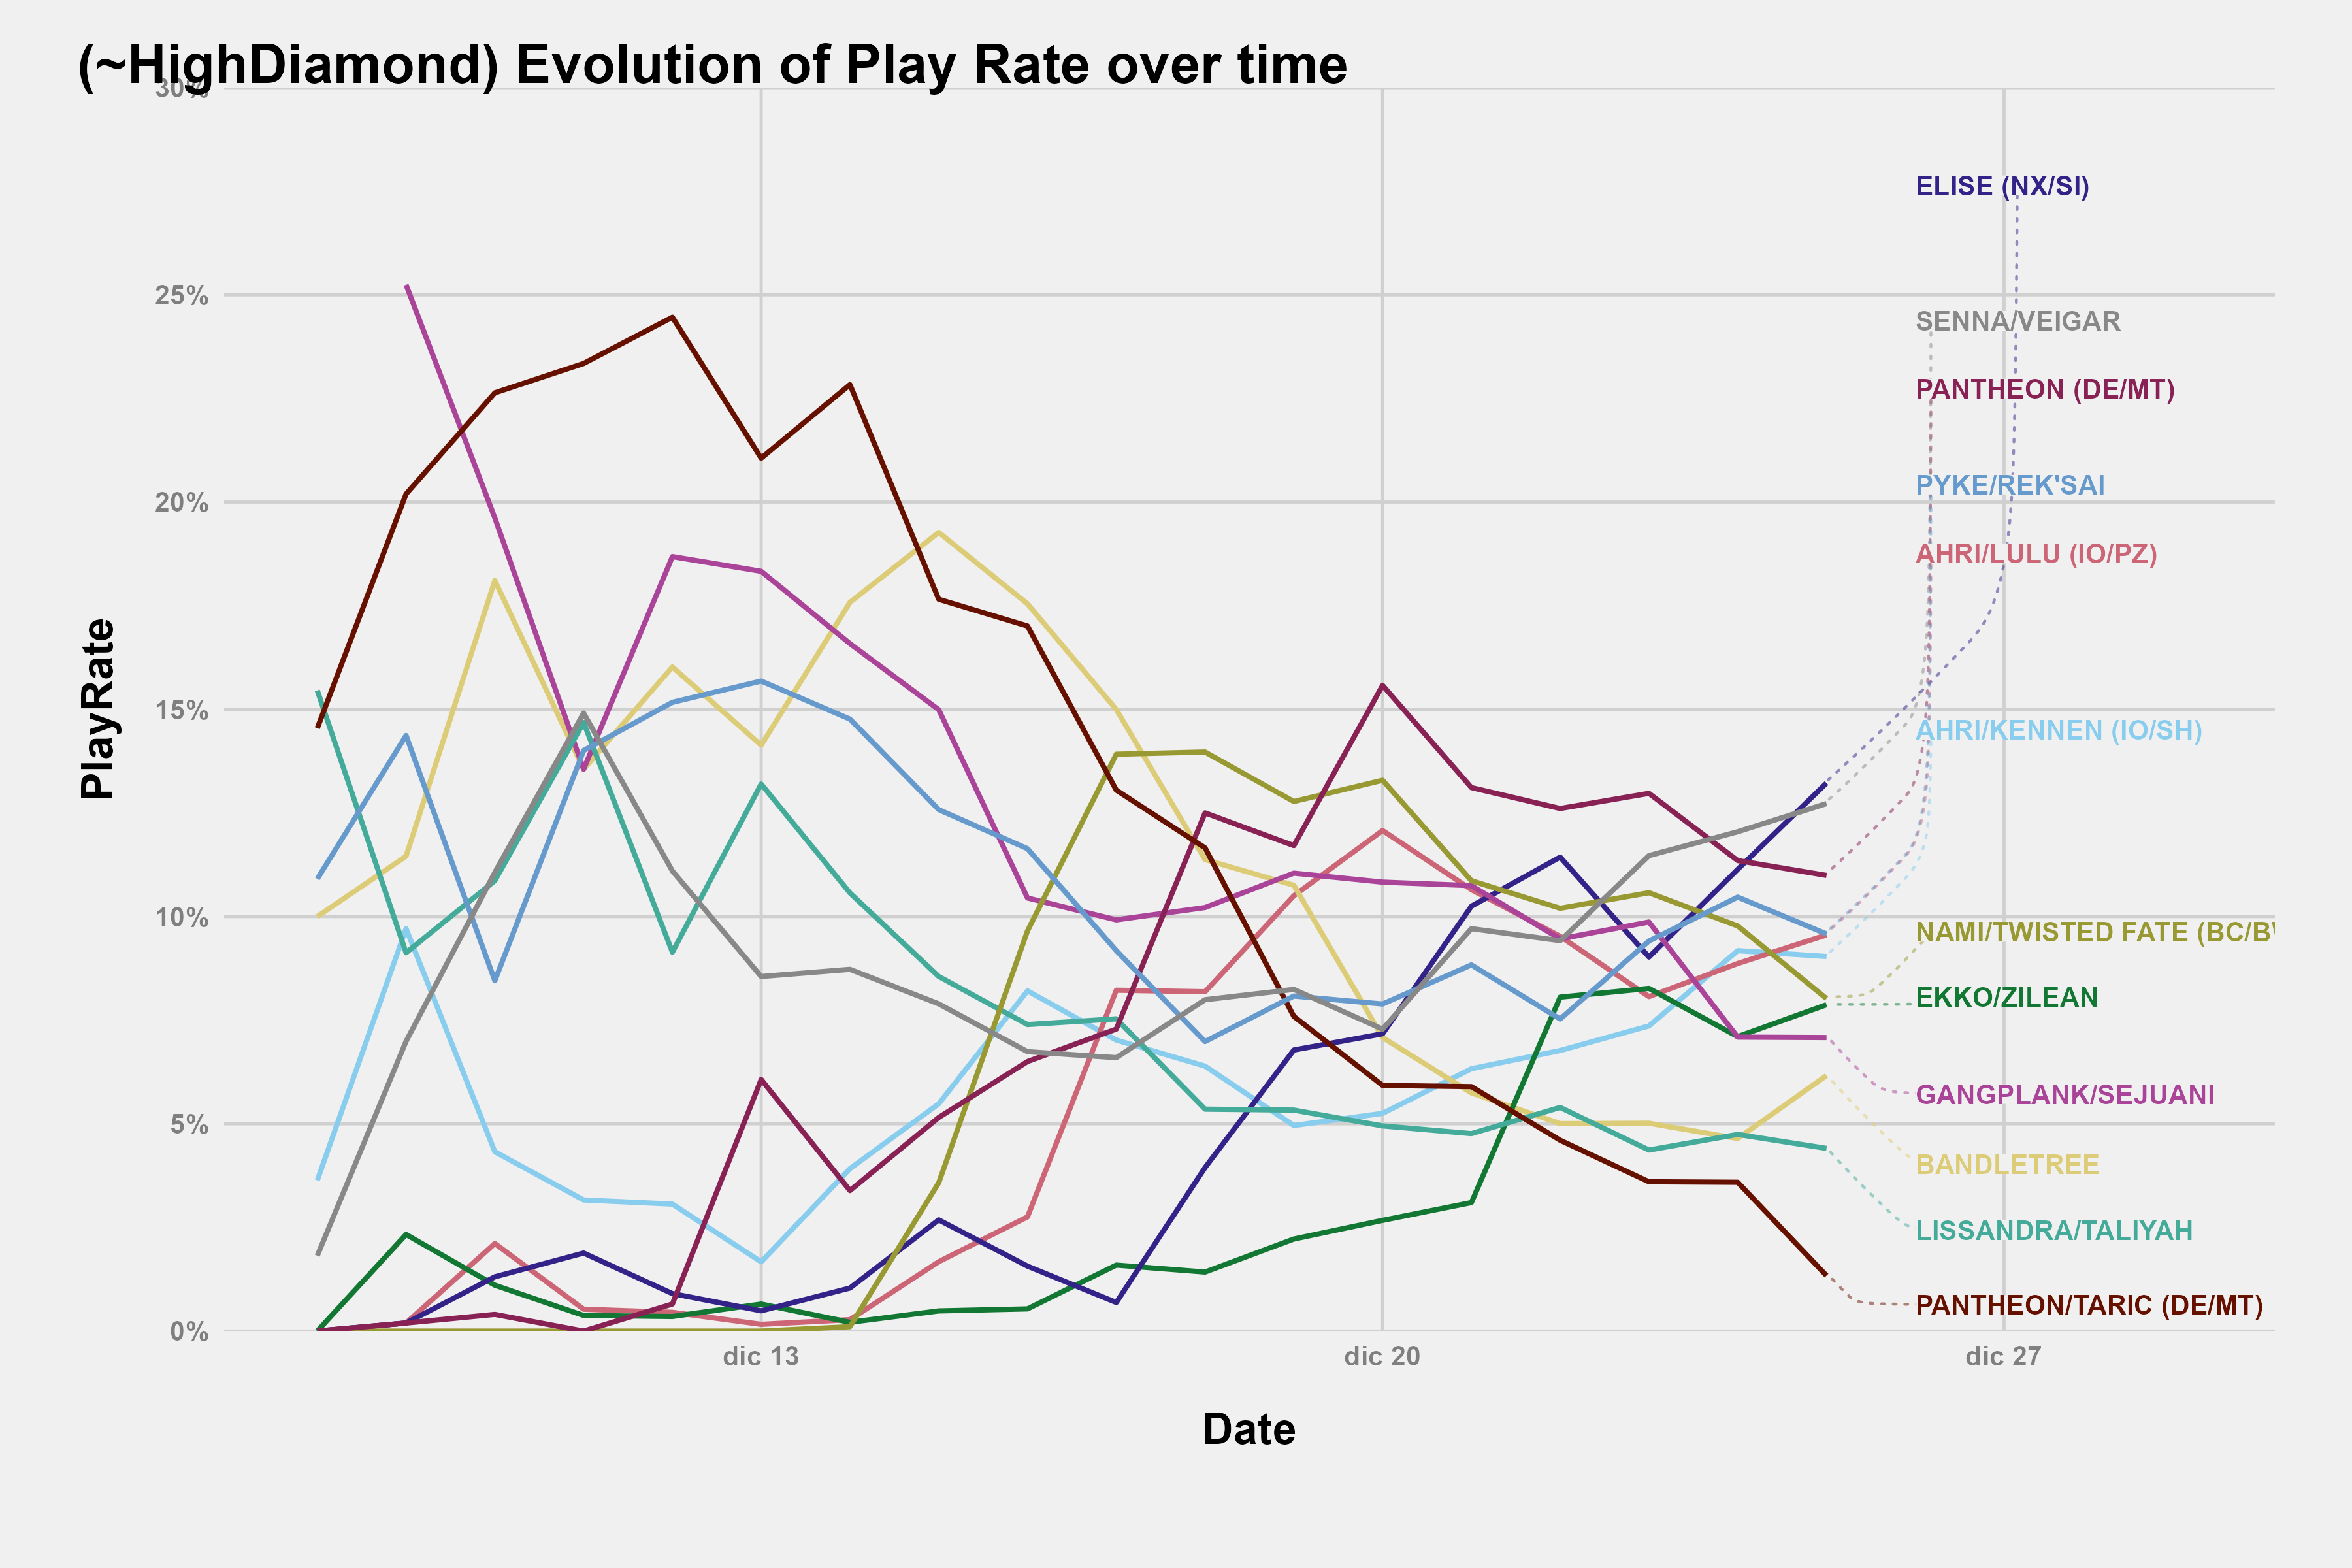 (~HighDiamond) Evolution of Play Rate over time
30%
25%
20%
15%
10%
5%
0%
PlayRate
ELISE (NX/SI)
SENNA/VEIGAR
PANTHEON (DE/MT)
PYKE/REK'SAI
AHRI/LULU (IO/PZ)
AHRI/KENNEN (IO/SH)
NAMI/TWISTED FATE
EKKO/ZILEAN
GANGPLANK/SEJUANI
BANDLETREE
LISSANDRA/TALIYAH
PANTHEON/TARIC (DE/MT)
dic 13
dic 20
dic 27
Date